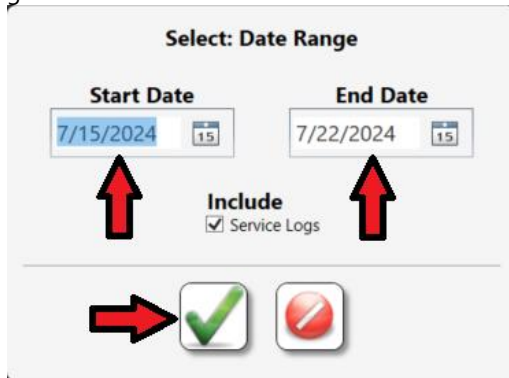 Select: Date Range
Start Date End Date
7/15/2024 15 7/22/2024 15
Include
Service Logs